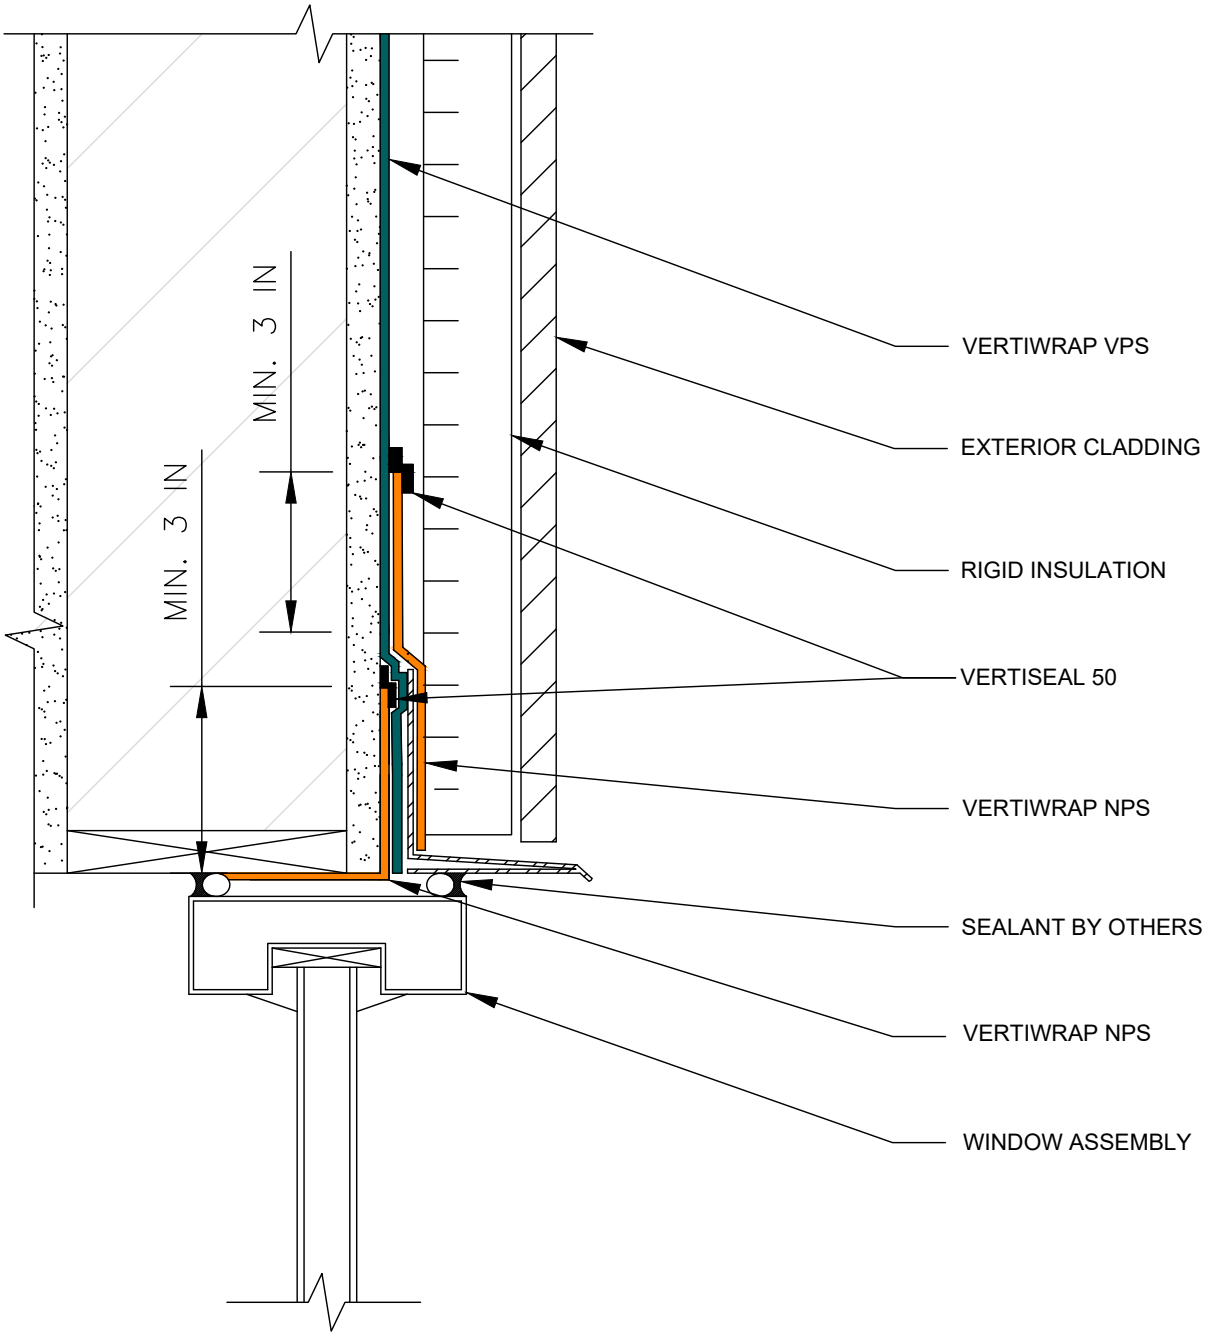 MIN. 3 IN
MIN. 3 IN
VERTIWRAP VPS
EXTERIOR CLADDING
RIGID INSULATION
VERTISEAL 50
VERTIWRAP NPS
SEALANT BY OTHERS
VERTIWRAP NPS
WINDOW ASSEMBLY